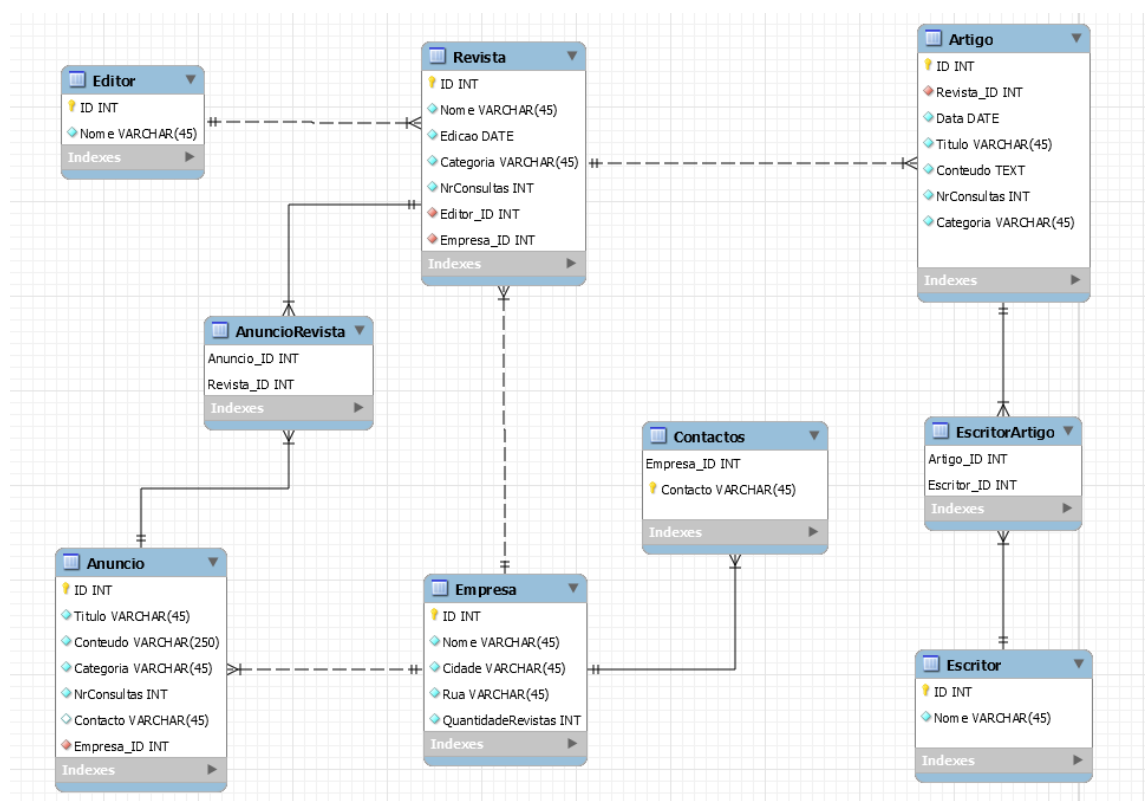 Editor
ID INT
Nome VARCHAR(45)
Indexes
Revista
ID INT
Nome VARCHAR(45)
Edicao DATE
Categoria VARCHAR(45)
NrConsultas INT
Editor_ID INT
Empresa_ID INT
Indexes
Artigo
ID INT
Revista_ID INT
Data DATE
Titulo VARCHAR(45)
Conteudo TEXT
NrConsultas INT
Categoria VARCHAR(45)
Indexes
AnuncioRevista
Anuncio_ID INT
Revista_ID INT
Indexes
Contactos
Empresa_ID INT
Contacto VARCHAR(45)
Indexes
EscritorArtigo
Artigo_ID INT
Escritor_ID INT
Indexes
Anuncio
ID INT
Titulo VARCHAR(45)
Conteudo VARCHAR(250)
Categoria VARCHAR(45)
NrConsultas INT
Contacto VARCHAR(45)
Empresa_ID INT
Indexes
Empresa
ID INT
Nome VARCHAR(45)
Cidade VARCHAR(45)
Rua VARCHAR(45)
QuantidadeRevistas INT
Indexes
Escritor
ID INT
Nome VARCHAR(45)
Indexes